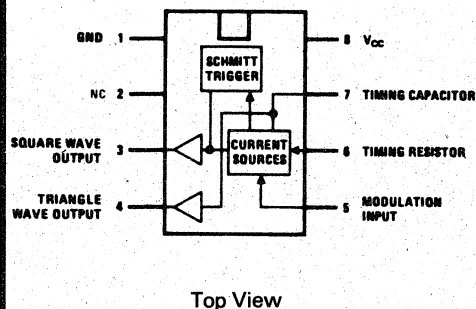 GND 1
8 VCC
SCHMITT
TRIGGER
NC 2
7 TIMING CAPACITOR
SQUARE WAVE
OUTPUT 3
CURRENT
SOURCES
6 TIMING RESISTOR
TRIANGLE
WAVE OUTPUT 4
5 MODULATION
INPUT
Top View